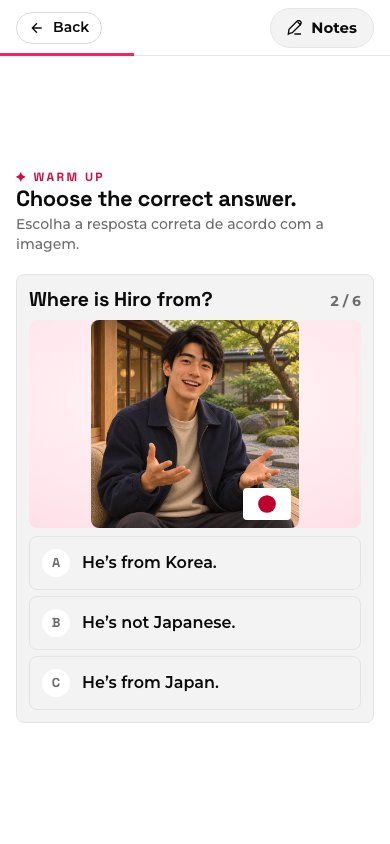 Back
Notes
WARM UP
Choose the correct answer.
Escolha a resposta correta de acordo com a
imagem.
Where is Hiro from?
2 / 6
A
He’s from Korea.
B
He’s not Japanese.
C
He’s from Japan.